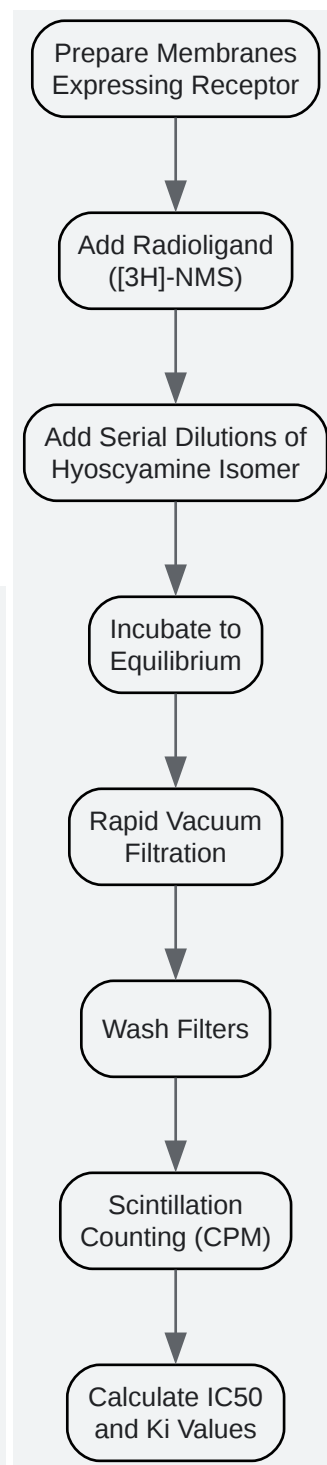 Prepare Membranes
Expressing Receptor
Add Radioligand
([3H]-NMS)
Add Serial Dilutions of
Hyoscyamine Isomer
Incubate to
Equilibrium
Rapid Vacuum
Filtration
Wash Filters
Scintillation
Counting (CPM)
Calculate IC50
and Ki Values